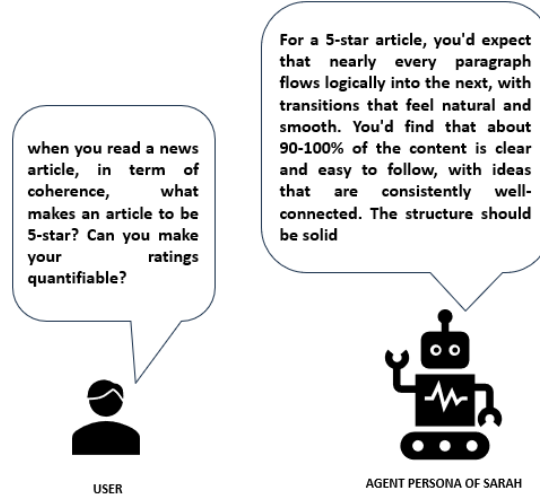 when you read a news
article, in term of
coherence, what
makes an article to be
5-star? Can you make
your ratings
quantifiable?
For a 5-star article, you'd expect
that nearly every paragraph
flows logically into the next, with
transitions that feel natural and
smooth. You'd find that about
90-100% of the content is clear
and easy to follow, with ideas
that are consistently well-
connected. The structure should
be solid
USER
AGENT PERSONA OF SARAH